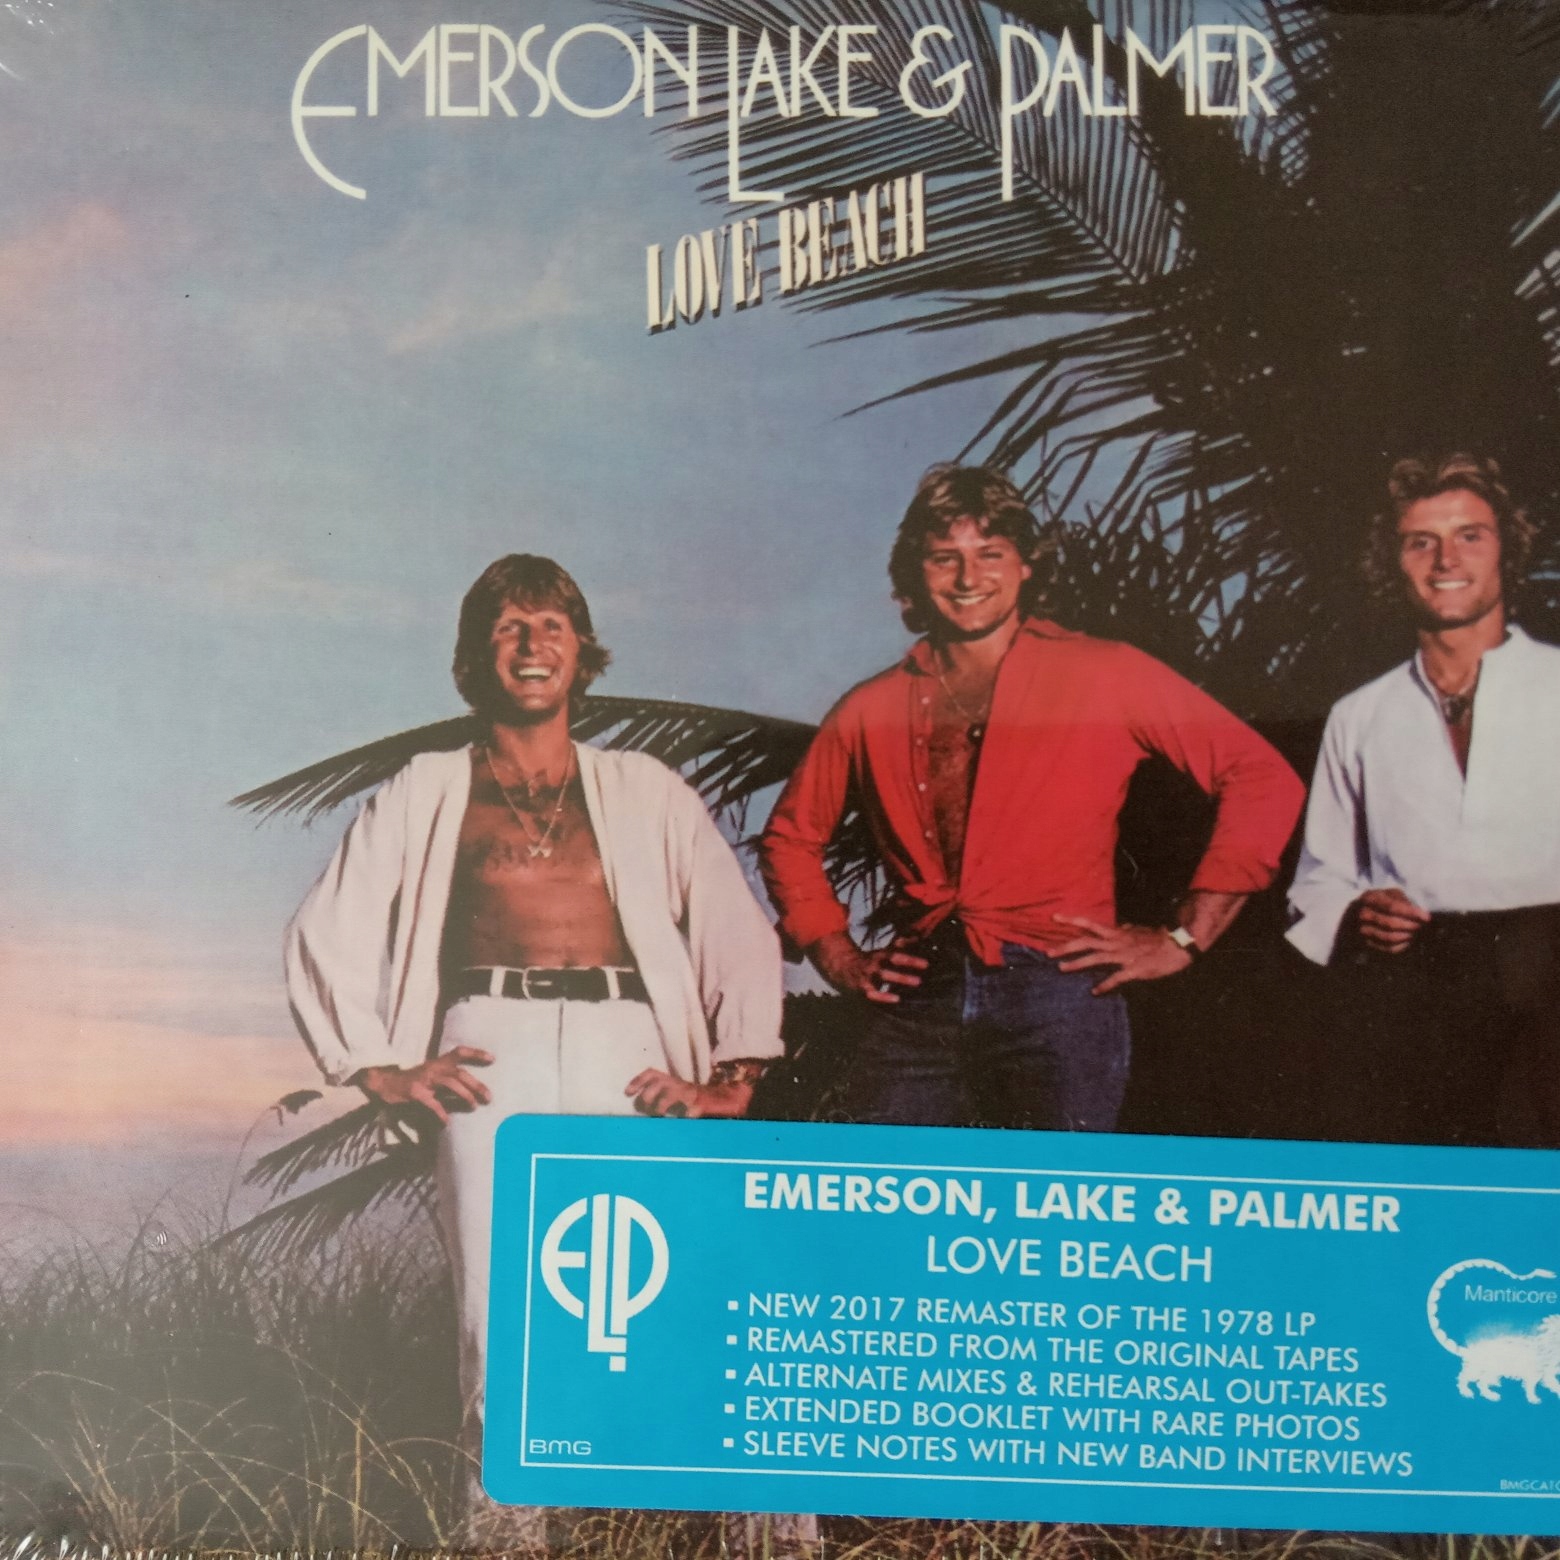 EMERSON LAKE & PALMER
LOVE BEACH
ELP
EMERSON, LAKE & PALMER
LOVE BEACH
▪ NEW 2017 REMASTER OF THE 1978 LP
▪ REMASTERED FROM THE ORIGINAL TAPES
▪ ALTERNATE MIXES & REHEARSAL OUT-TAKES
▪ EXTENDED BOOKLET WITH RARE PHOTOS
▪ SLEEVE NOTES WITH NEW BAND INTERVIEWS
Manticore
BMG